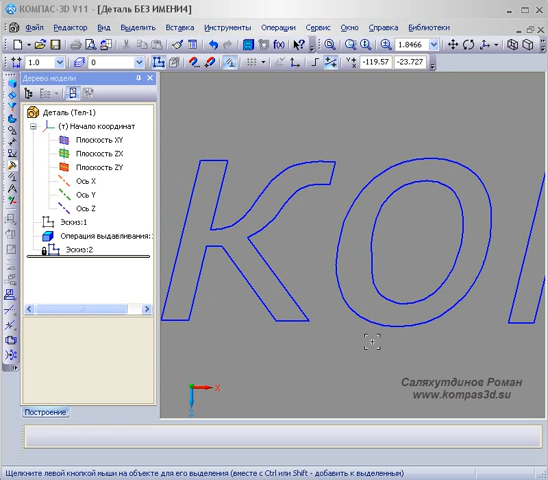 КОМПАС-3D V11 - [Деталь БЕЗ ИМЕНИ4]
Файл Редактор Вид Выделить Вставка Инструменты Операции Сервис Окно Справка Библиотеки
1.8466
1.0 0 -119.57 -23.727
Дерево модели
Деталь (Тел-1)
(т) Начало координат
Плоскость XY
Плоскость ZX
Плоскость ZY
Ось X
Ось Y
Ось Z
Эскиз:1
Операция выдавливания:
Эскиз:2
КО
X
Саляхутдинов Роман
www.kompas3d.su
Построение
Щелкните левой кнопкой мыши на объекте для его выделения (вместе с Ctrl или Shift - добавить к выделенным)